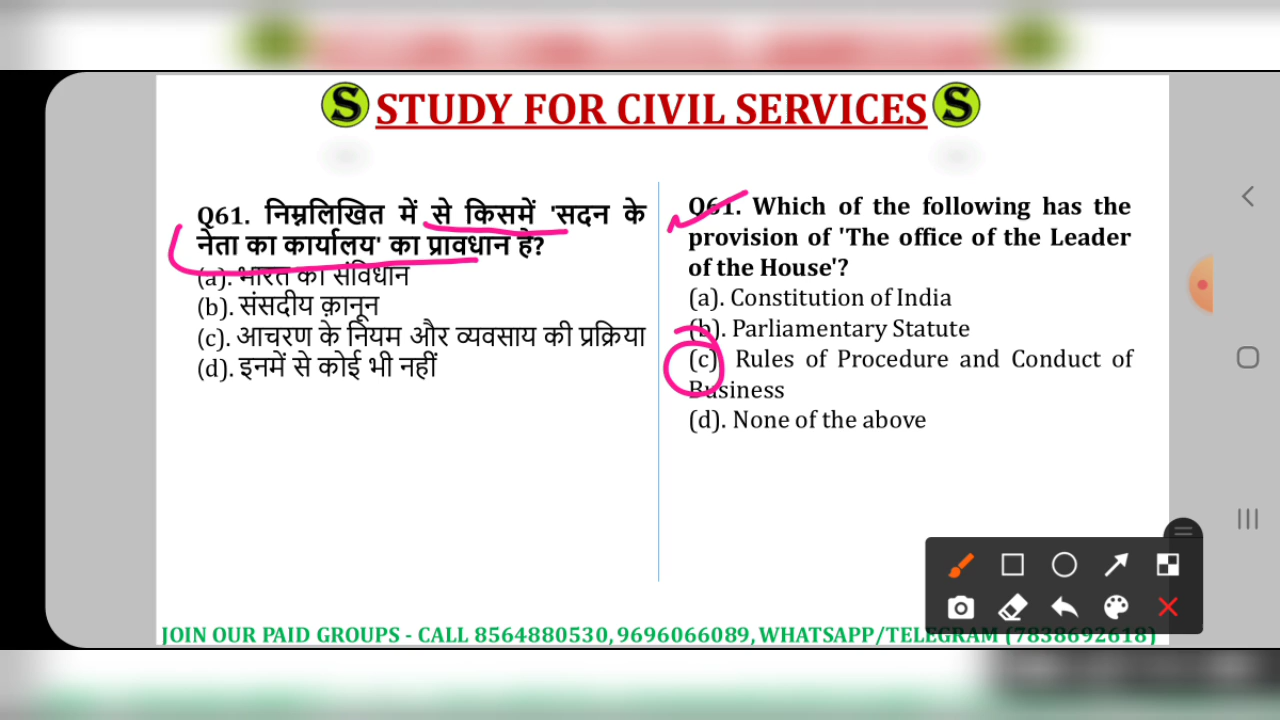 S STUDY FOR CIVIL SERVICES S
Q61. निम्नलिखित में से किसमें 'सदन के
नेता का कार्यालय' का प्रावधान है?
(a). भारत का संविधान
(b). संसदीय क़ानून
(c). आचरण के नियम और व्यवसाय की प्रक्रिया
(d). इनमें से कोई भी नहीं
Q61. Which of the following has the
provision of 'The office of the Leader
of the House'?
(a). Constitution of India
(b). Parliamentary Statute
(c). Rules of Procedure and Conduct of
Business
(d). None of the above
JOIN OUR PAID GROUPS - CALL 8564880530, 9696066089, WHATSAPP/TELEGRAM (7838692618)